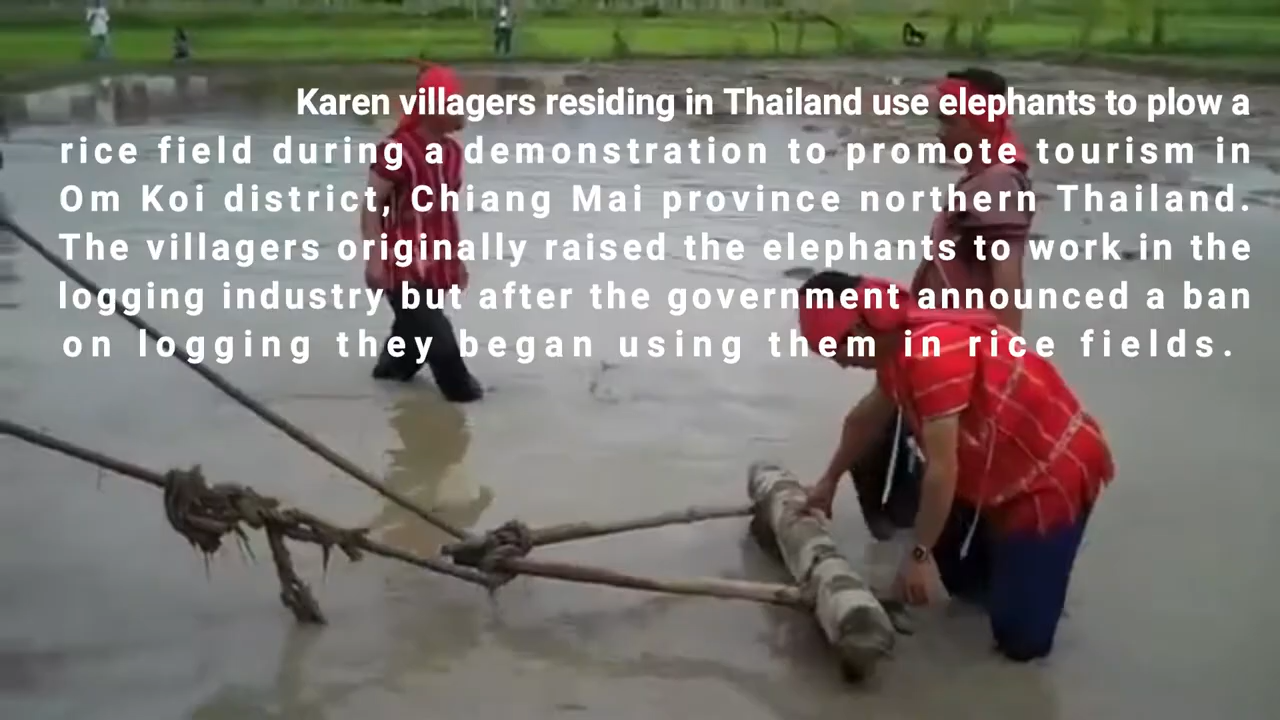 Karen villagers residing in Thailand use elephants to plow a
rice field during a demonstration to promote tourism in
Om Koi district, Chiang Mai province northern Thailand.
The villagers originally raised the elephants to work in the
logging industry but after the government announced a ban
on logging they began using them in rice fields.